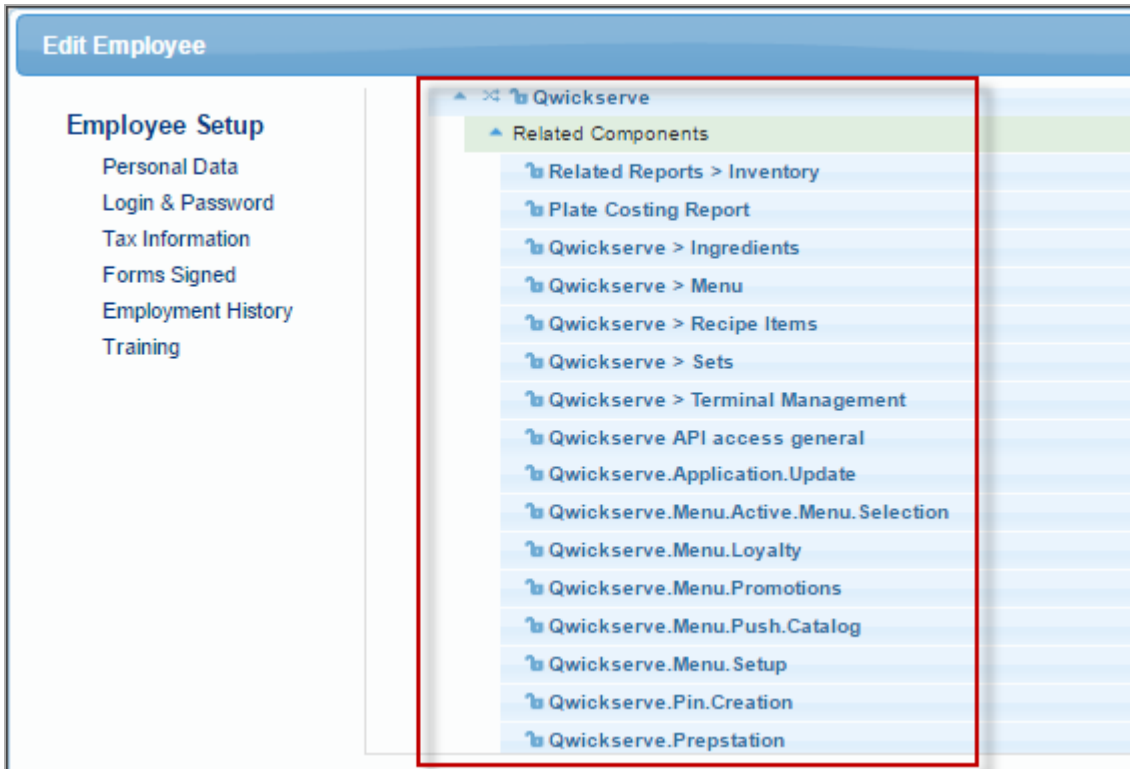 Edit Employee
Employee Setup
Personal Data
Login & Password
Tax Information
Forms Signed
Employment History
Training
Qwickserve
Related Components
Related Reports > Inventory
Plate Costing Report
Qwickserve > Ingredients
Qwickserve > Menu
Qwickserve > Recipe Items
Qwickserve > Sets
Qwickserve > Terminal Management
Qwickserve API access general
Qwickserve.Application.Update
Qwickserve.Menu.Active.Menu.Selection
Qwickserve.Menu.Loyalty
Qwickserve.Menu.Promotions
Qwickserve.Menu.Push.Catalog
Qwickserve.Menu.Setup
Qwickserve.Pin.Creation
Qwickserve.Prepstation